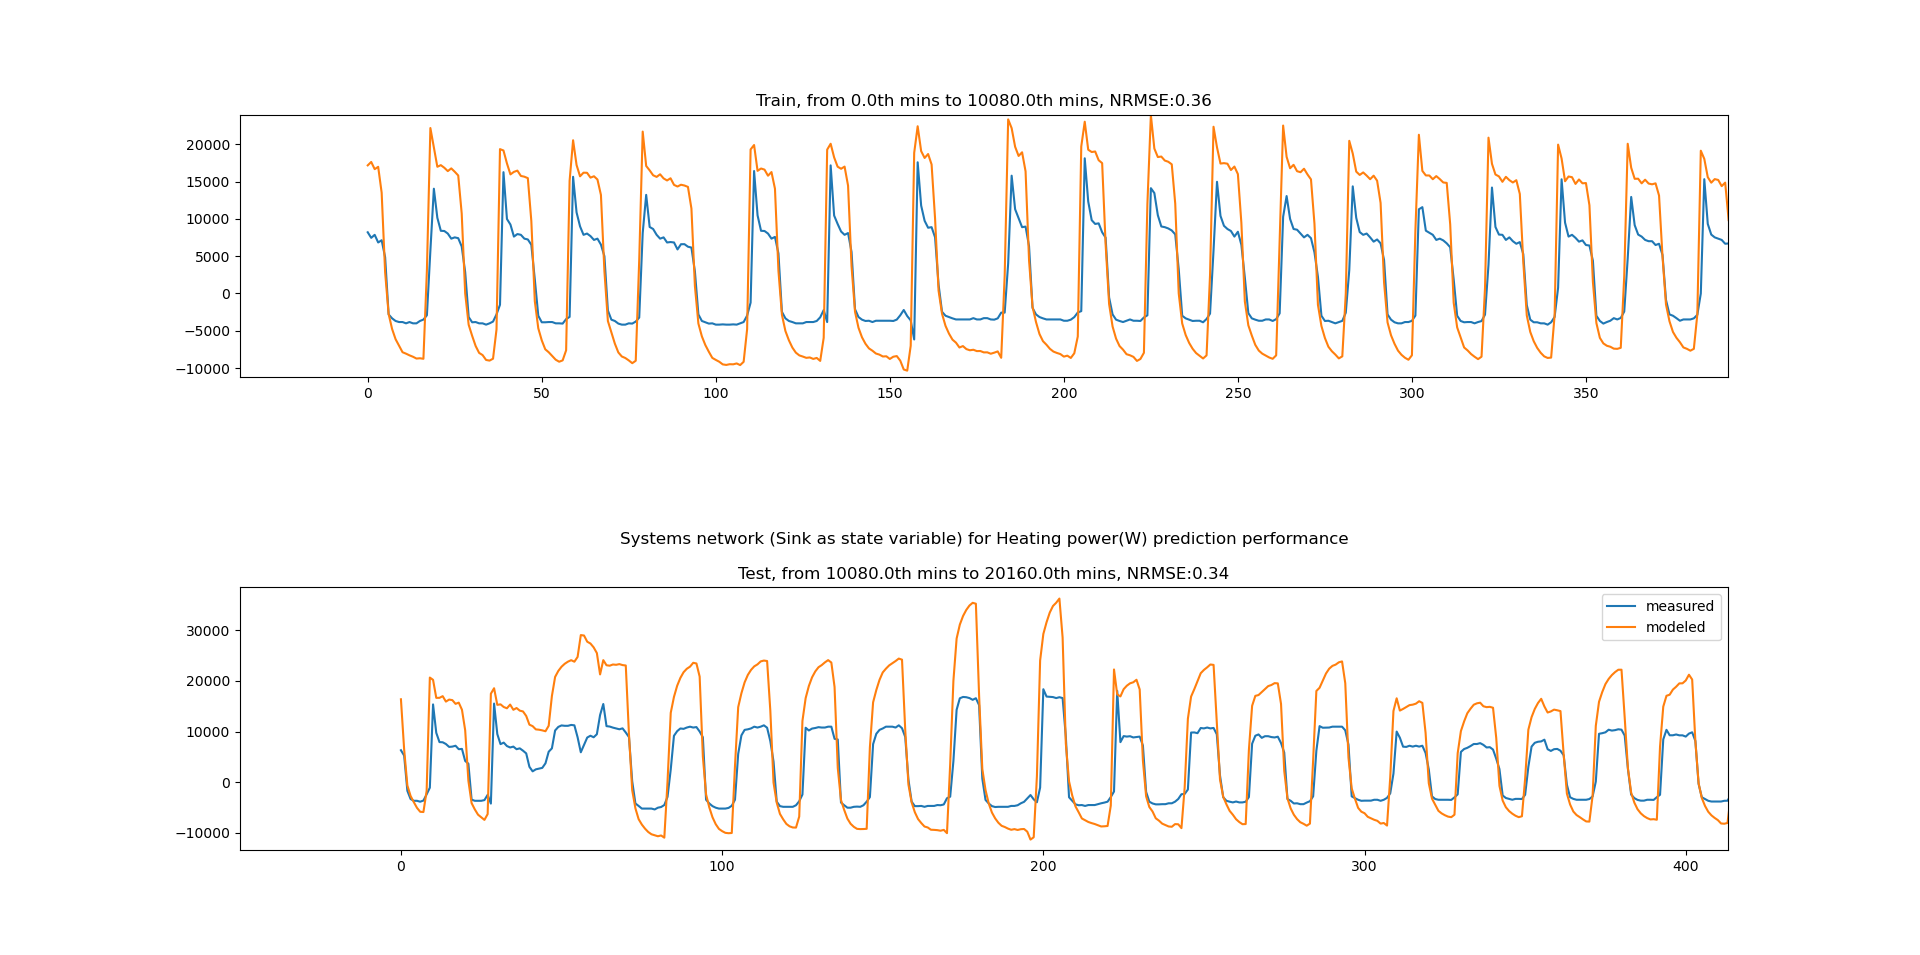 Train, from 0.0th mins to 10080.0th mins, NRMSE:0.36
20000
15000
10000
5000
0
−5000
−10000
0 50 100 150 200 250 300 350
Systems network (Sink as state variable) for Heating power(W) prediction performance
Test, from 10080.0th mins to 20160.0th mins, NRMSE:0.34
measured
modeled
30000
20000
10000
0
−10000
0 100 200 300 400